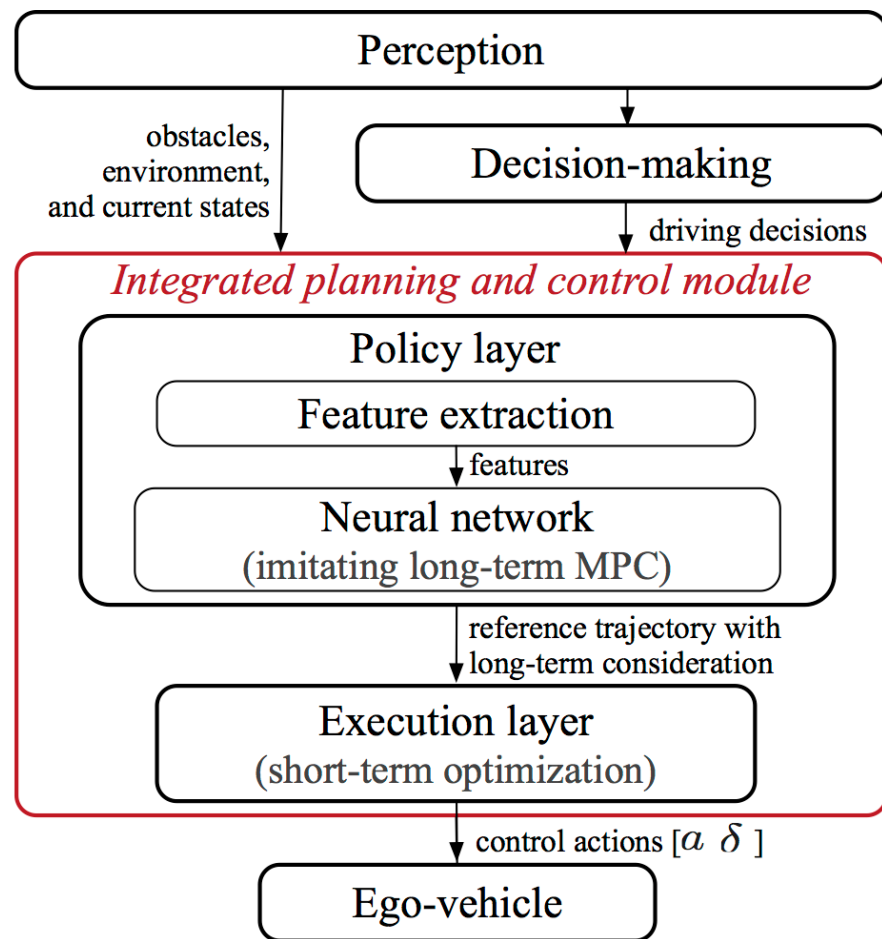 Perception
obstacles,
environment,
and current states
Decision-making
driving decisions
Integrated planning and control module
Policy layer
Feature extraction
features
Neural network
(imitating long-term MPC)
reference trajectory with
long-term consideration
Execution layer
(short-term optimization)
control actions [a δ ]
Ego-vehicle